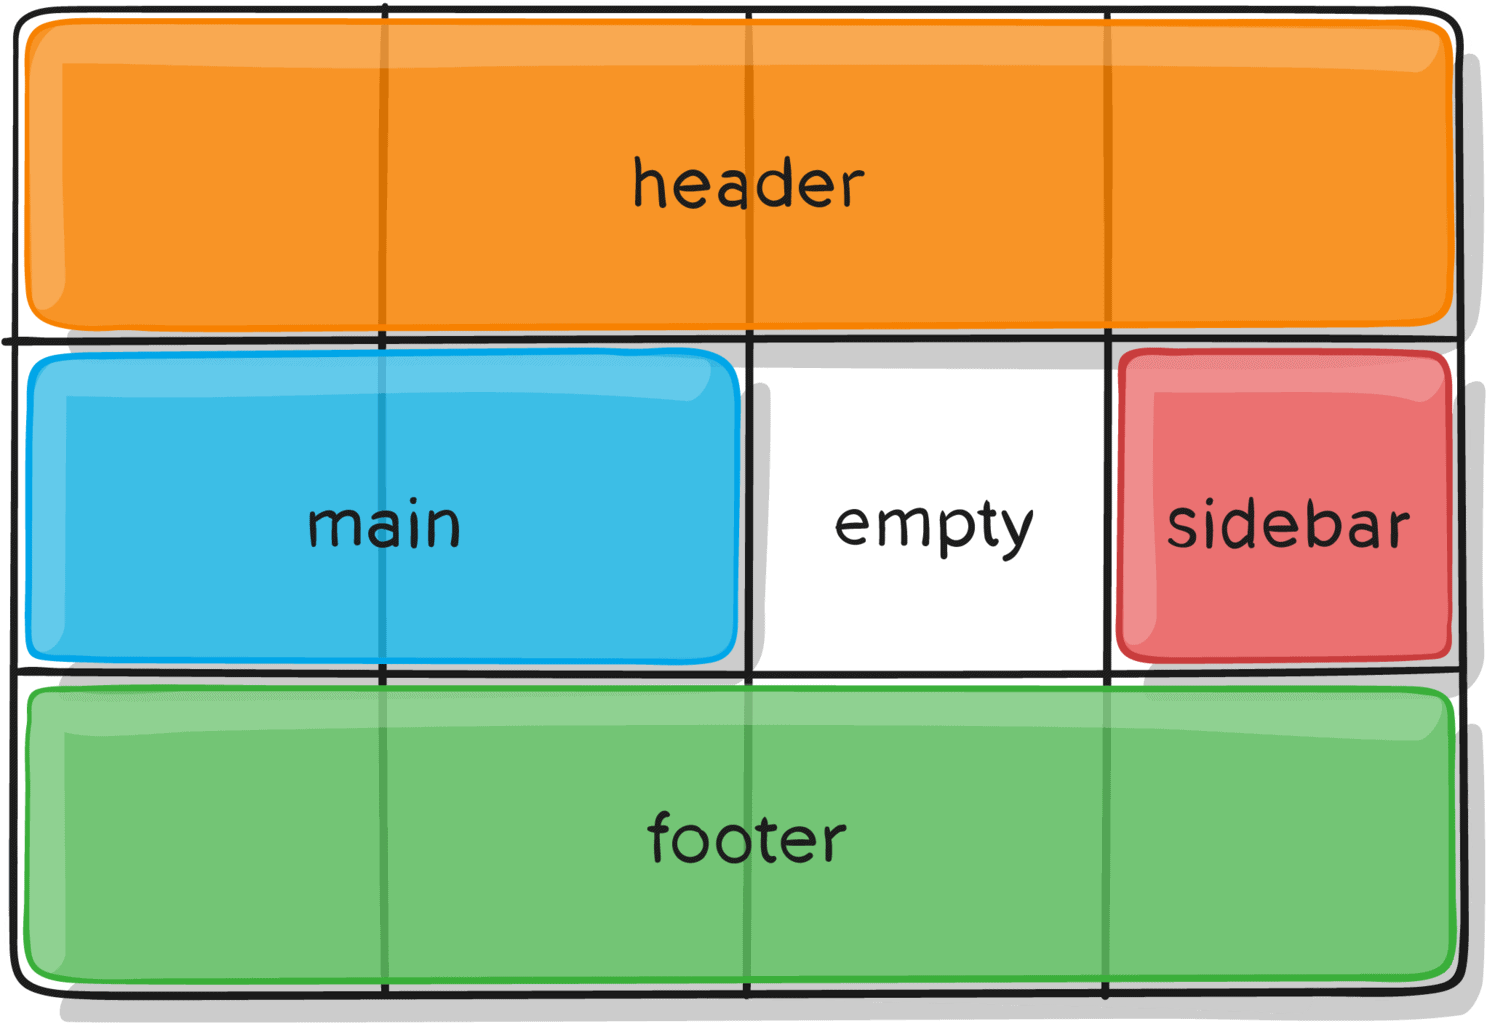 header
main
empty
sidebar
footer